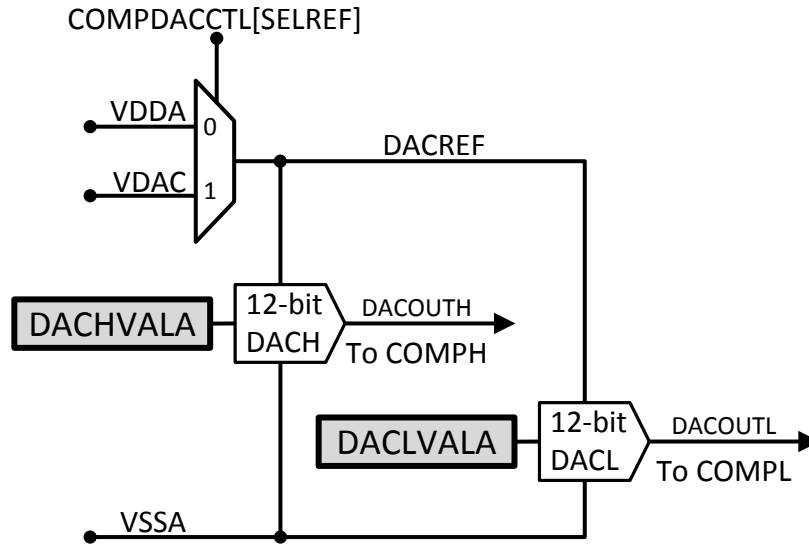 COMPDACCTL[SELREF]
VDDA
0
DACREF
VDAC
1
DACHVALA
12-bit
DACH
DACOUTH
To COMPH
DACLVALA
12-bit
DACL
DACOUTL
To COMPL
VSSA